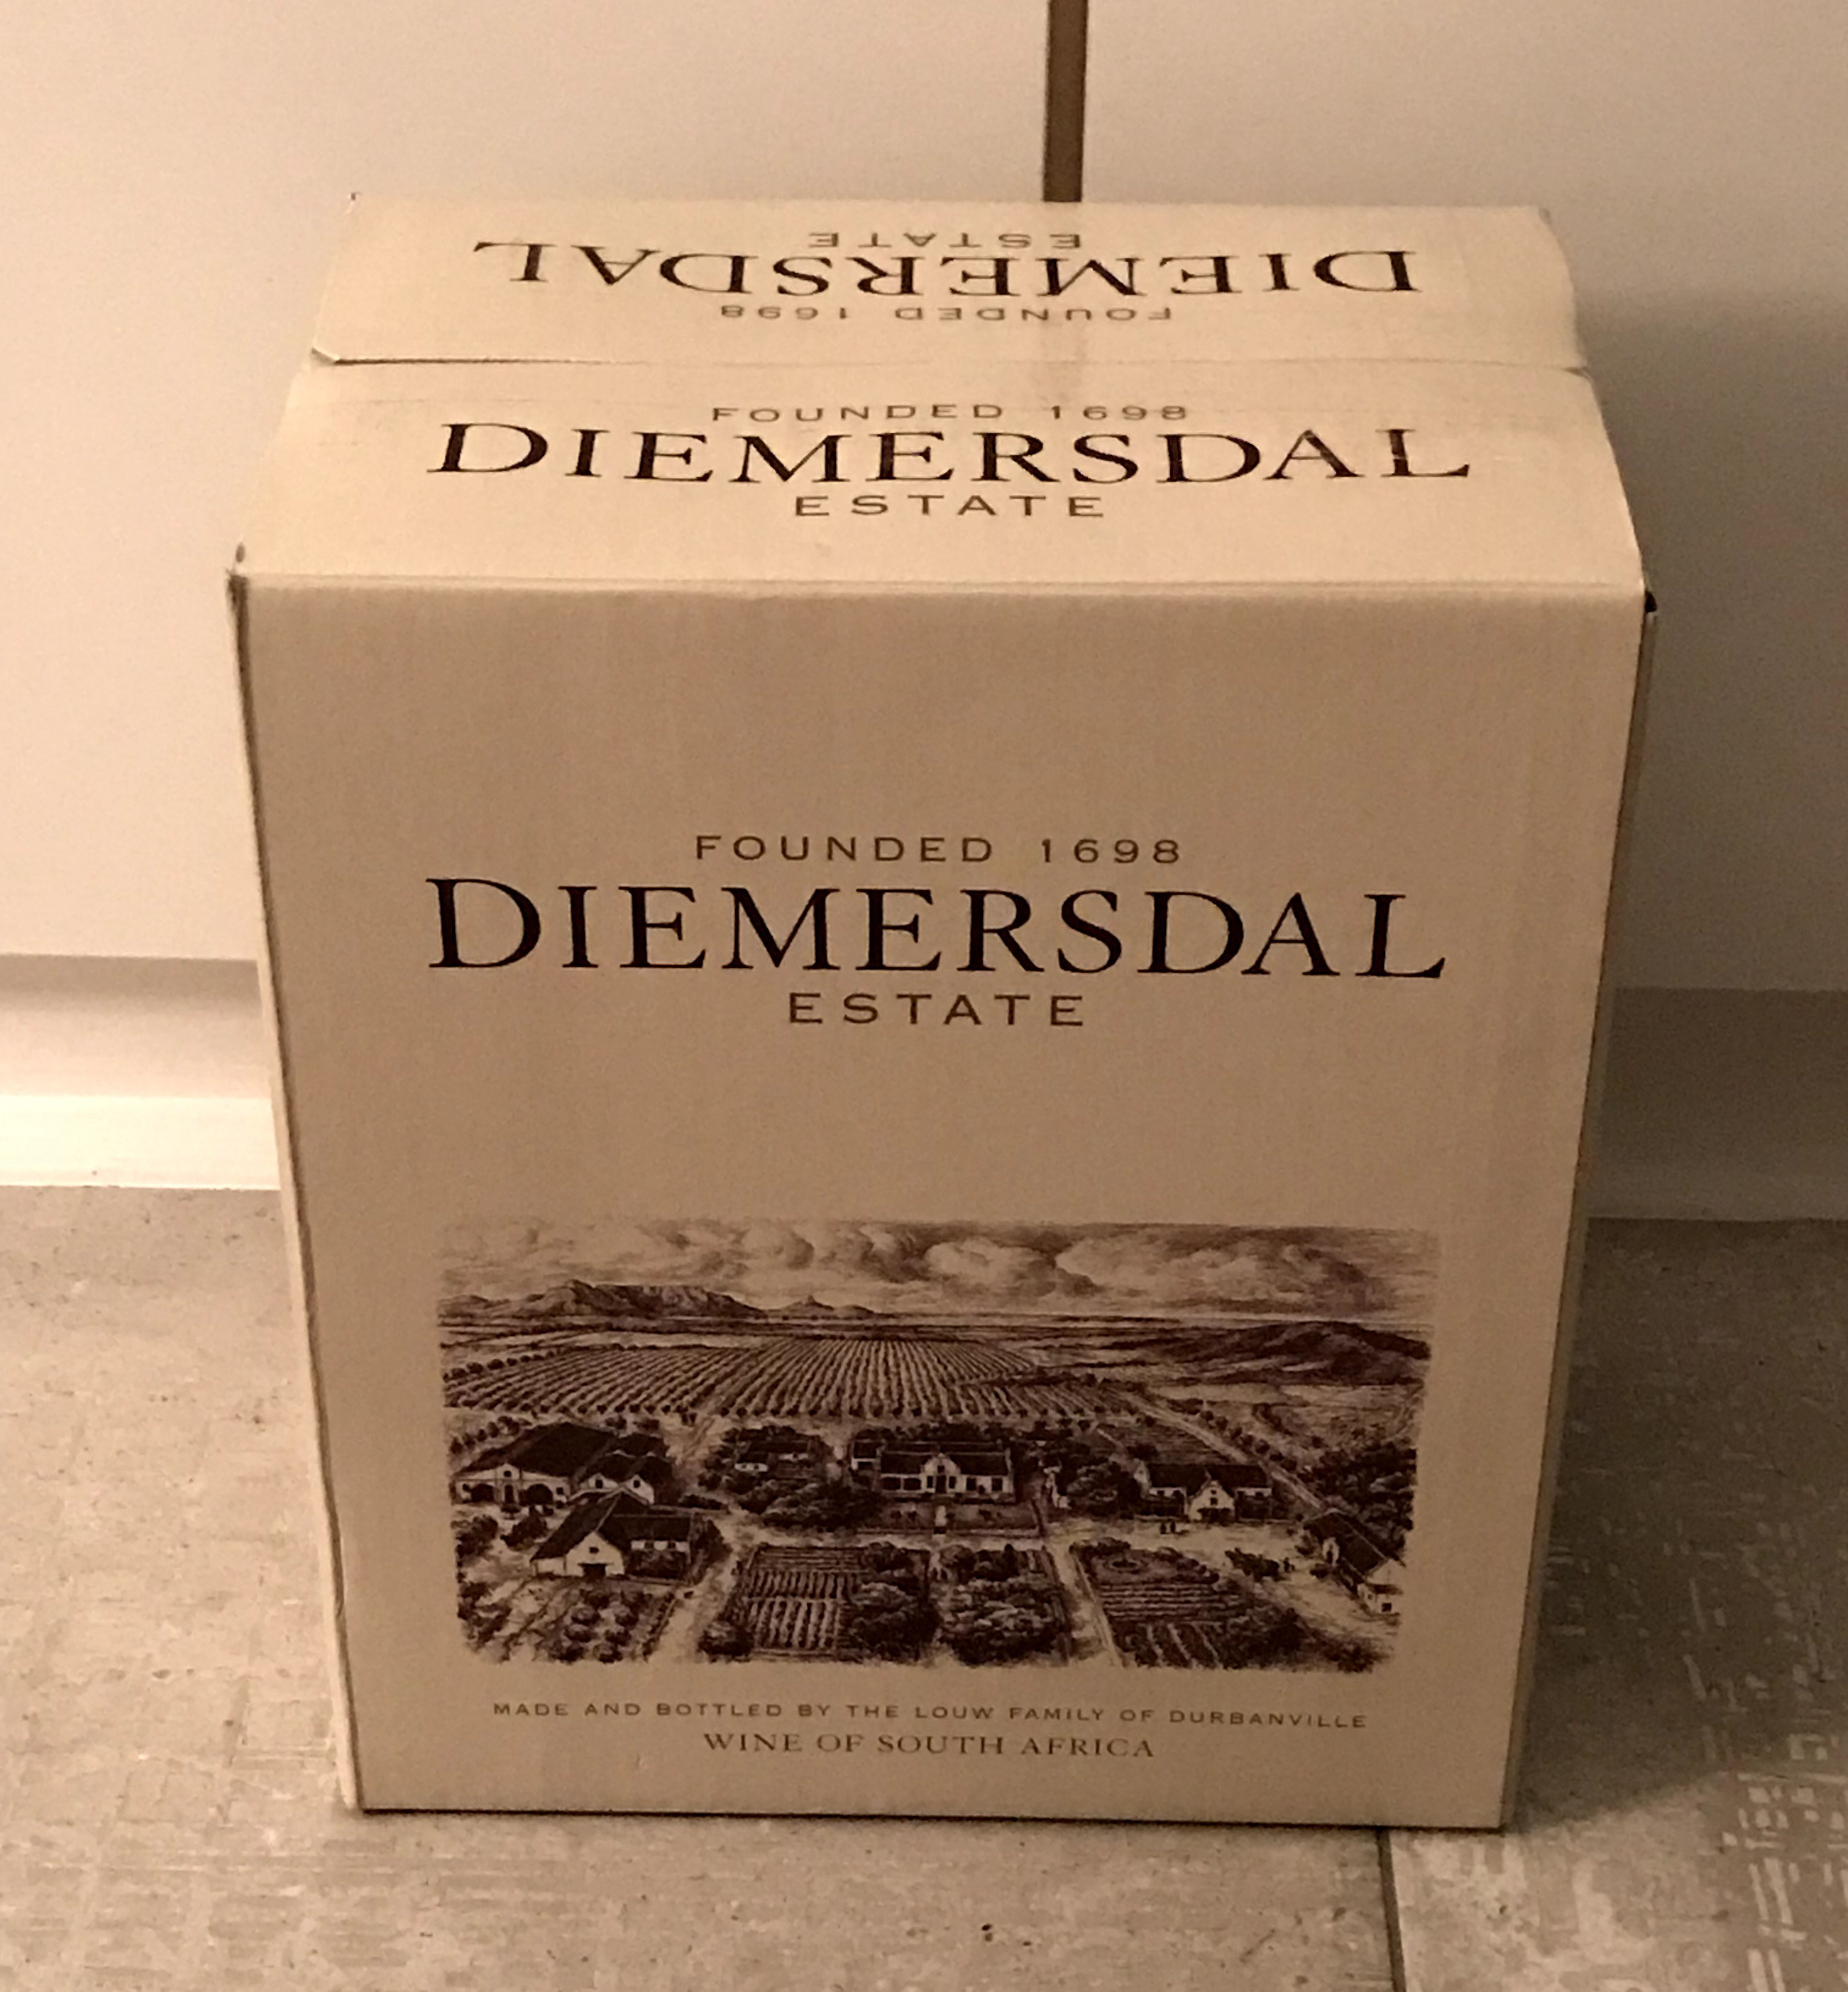 ESTATE
DIEMERSDAL
FOUNDED 1698
FOUNDED 1698
DIEMERSDAL
ESTATE
FOUNDED 1698
DIEMERSDAL
ESTATE
MADE AND BOTTLED BY THE LOUW FAMILY OF DURBANVILLE
WINE OF SOUTH AFRICA